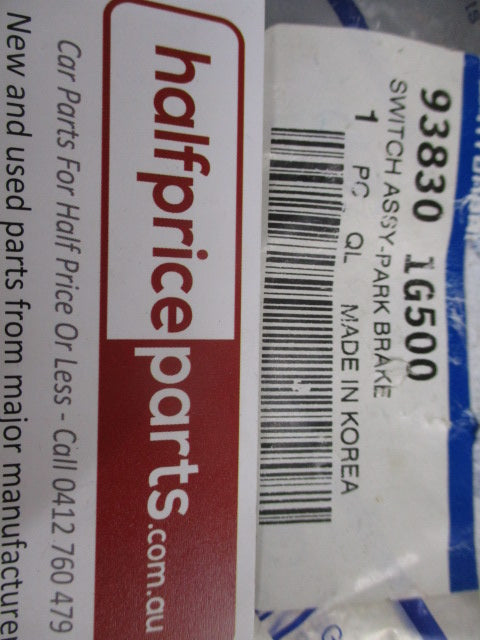 93830 1G500
SWITCH ASSY-PARK BRAKE
1 PC QL MADE IN KOREA
halfpriceparts.com.au
Car Parts For Half Price Or Less - Call 0412 760 479
New and used parts from major manufacturer